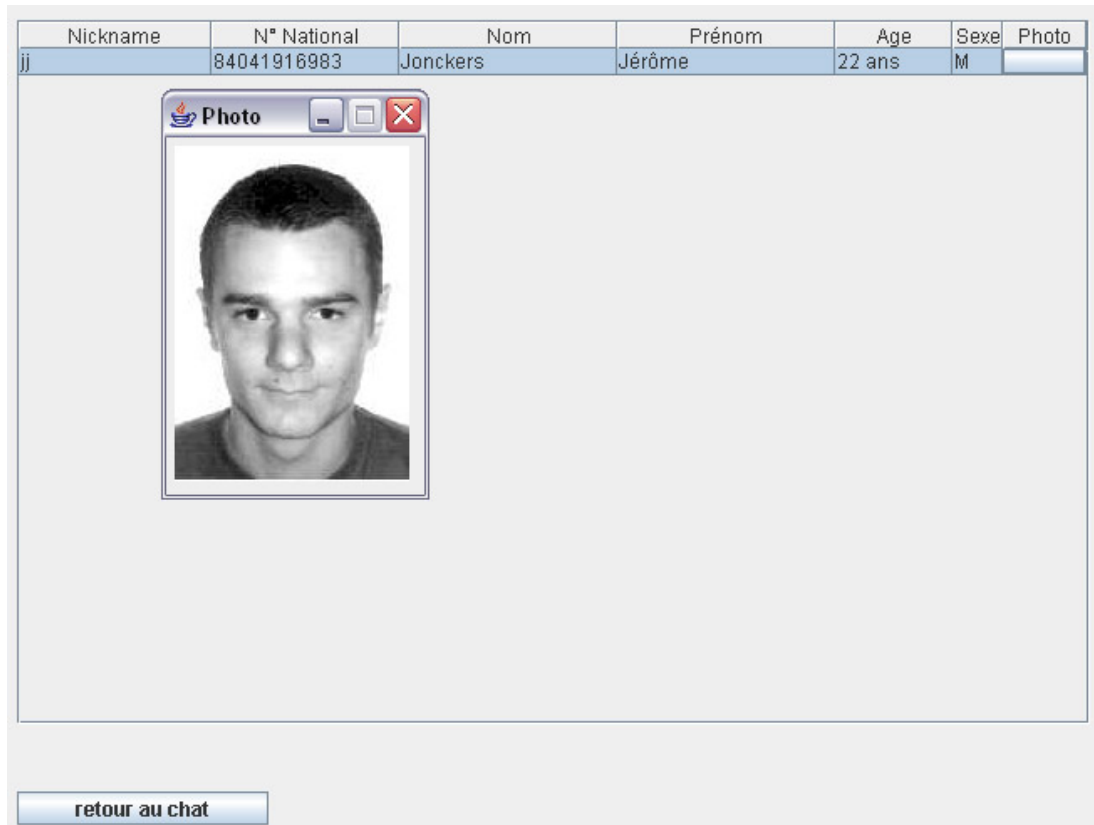 Nickname N° National Nom Prénom Age Sexe Photo
jj 84041916983 Jonckers Jérôme 22 ans M
Photo
retour au chat